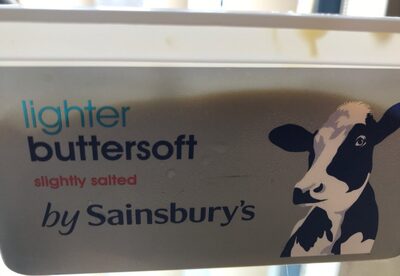 lighter
buttersoft
slightly salted
by Sainsbury's